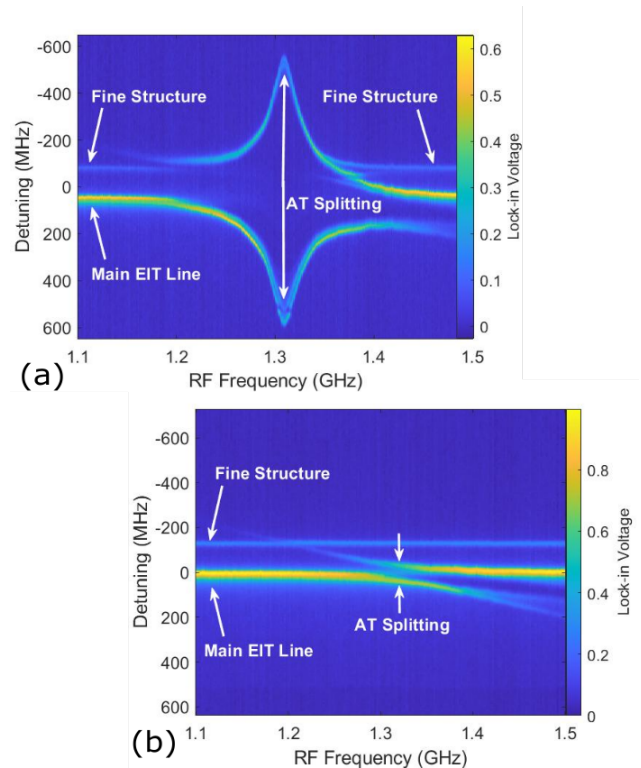 -600
-400
-200
0
200
400
600
Detuning (MHz)
Fine Structure
Fine Structure
AT Splitting
Main EIT Line
1.1
1.2
1.3
1.4
1.5
RF Frequency (GHz)
0.6
0.5
0.4
0.3
0.2
0.1
0
Lock-in Voltage
(a)
-600
-400
-200
0
200
400
600
Detuning (MHz)
Fine Structure
AT Splitting
Main EIT Line
1.1
1.2
1.3
1.4
1.5
RF Frequency (GHz)
0.8
0.6
0.4
0.2
0
Lock-in Voltage
(b)